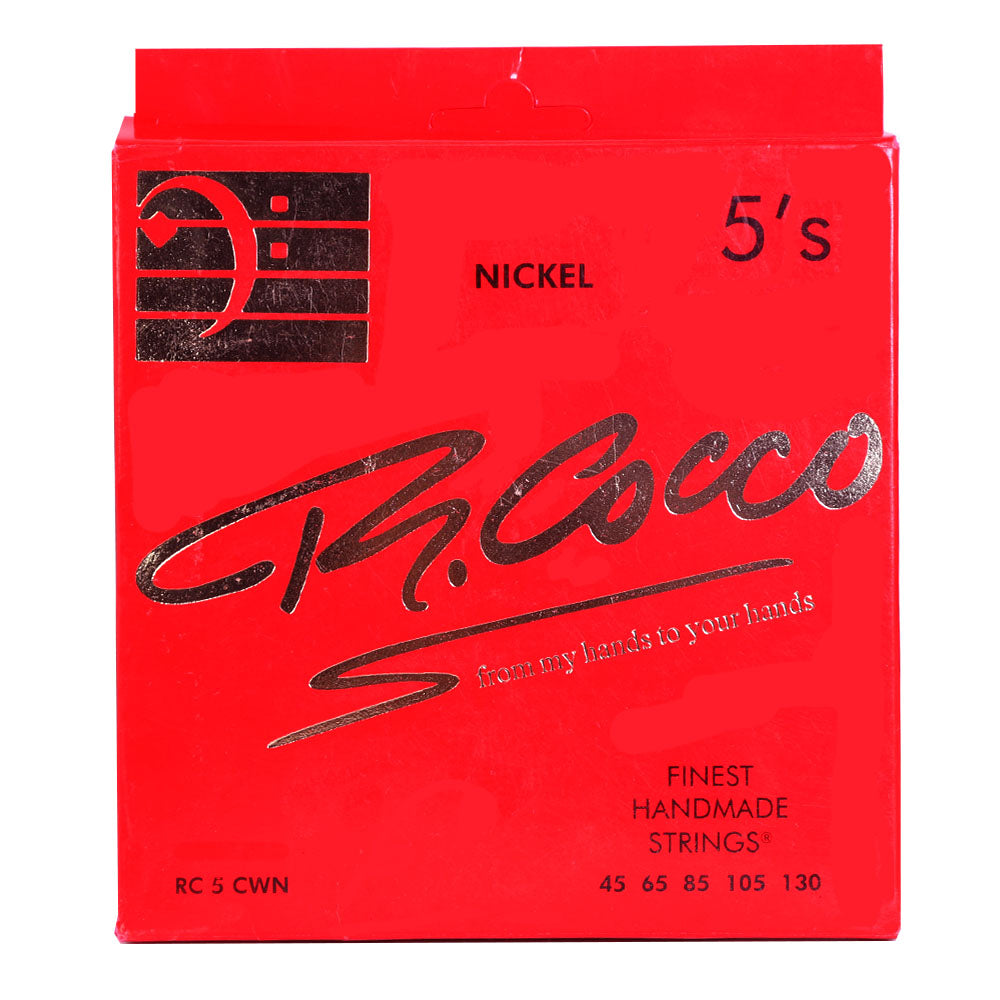 5's
NICKEL
R. Cocco
from my hands to your hands
FINEST
HANDMADE
STRINGS®
RC 5 CWN
45 65 85 105 130